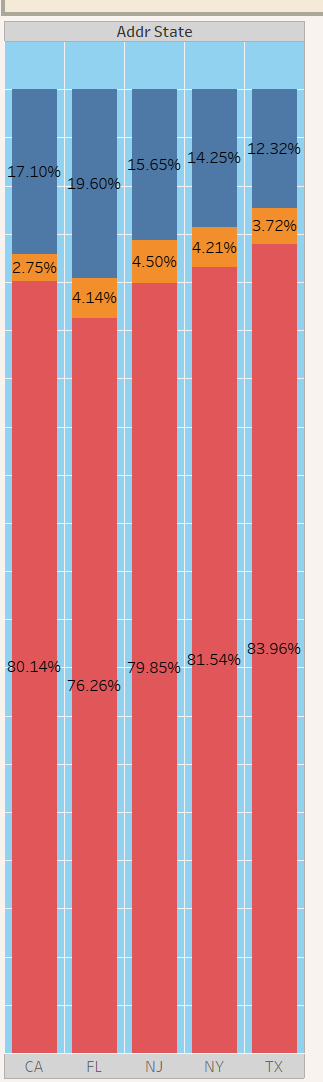 Addr State
17.10% 19.60% 15.65% 14.25% 12.32%
2.75% 4.14% 4.50% 4.21% 3.72%
80.14% 76.26% 79.85% 81.54% 83.96%
CA FL NJ NY TX